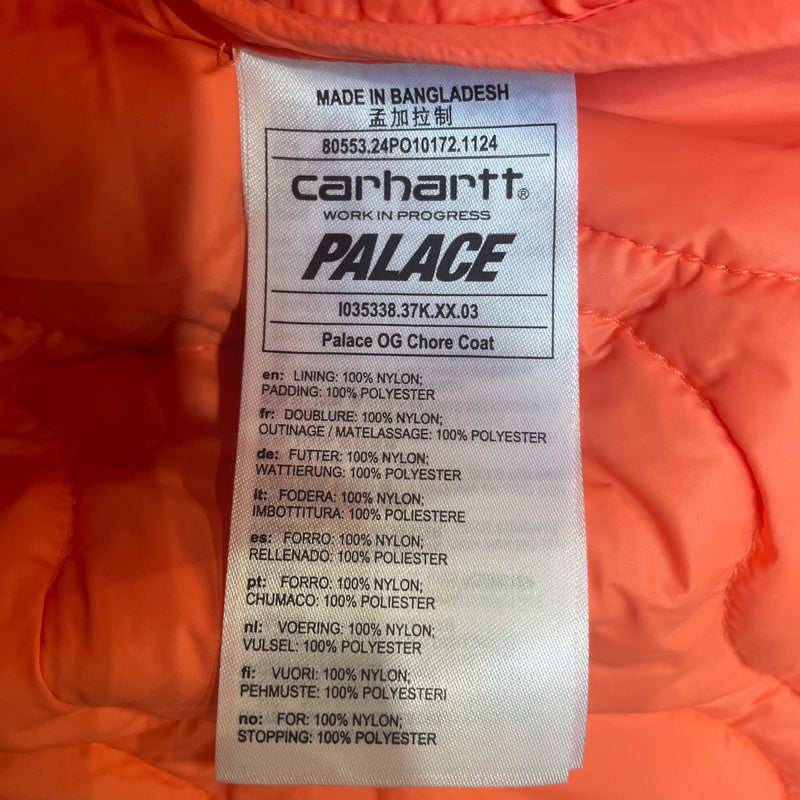 MADE IN BANGLADESH
孟加拉制
80553.24PO10172.1124
carhartt®
WORK IN PROGRESS
PALACE
I035338.37K.XX.03
Palace OG Chore Coat
en: LINING: 100% NYLON;
PADDING: 100% POLYESTER
fr: DOUBLURE: 100% NYLON;
OUTINAGE / MATELASSAGE: 100% POLYESTER
de: FUTTER: 100% NYLON;
WATTIERUNG: 100% POLYESTER
it: FODERA: 100% NYLON;
IMBOTTITURA: 100% POLIESTERE
es: FORRO: 100% NYLON;
RELLENADO: 100% POLIESTER
pt: FORRO: 100% NYLON;
CHUMACO: 100% POLIESTER
nl: VOERING: 100% NYLON;
VULSEL: 100% POLYESTER
fi: VUORI: 100% NYLON;
PEHMUSTE: 100% POLYESTERI
no: FOR: 100% NYLON;
STOPPING: 100% POLYESTER